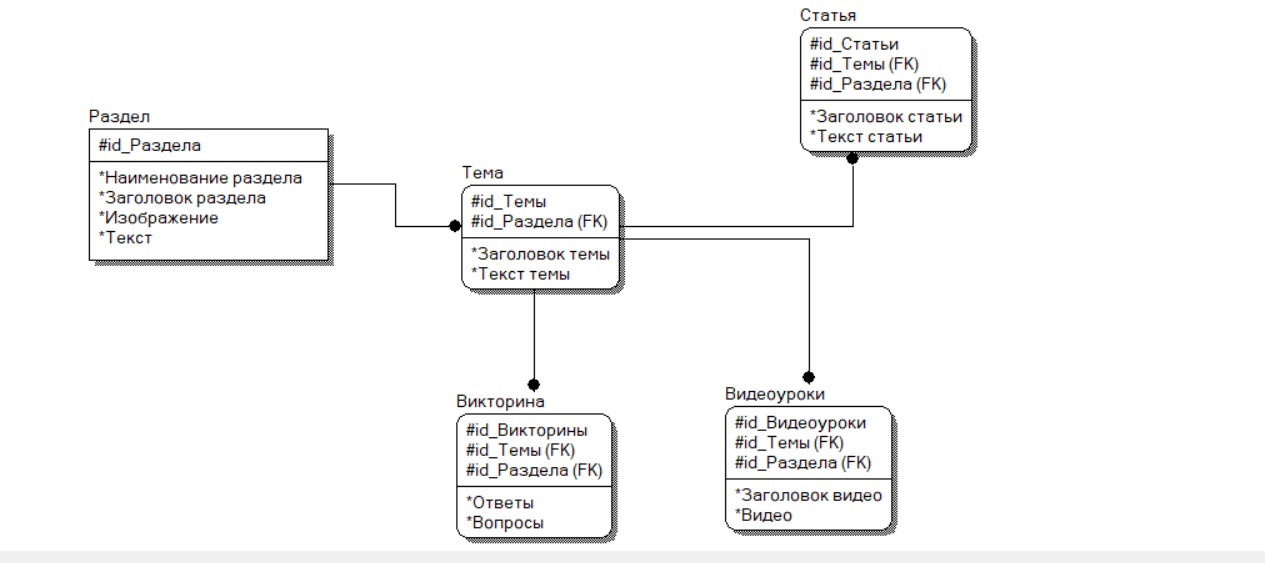 Статья
#id_Статьи
#id_Темы (FK)
#id_Раздела (FK)
*Заголовок статьи
*Текст статьи
Раздел
#id_Раздела
*Наименование раздела
*Заголовок раздела
*Изображение
*Текст
Тема
#id_Темы
#id_Раздела (FK)
*Заголовок темы
*Текст темы
Викторина
#id_Викторины
#id_Темы (FK)
#id_Раздела (FK)
*Ответы
*Вопросы
Видеоуроки
#id_Видеоуроки
#id_Темы (FK)
#id_Раздела (FK)
*Заголовок видео
*Видео